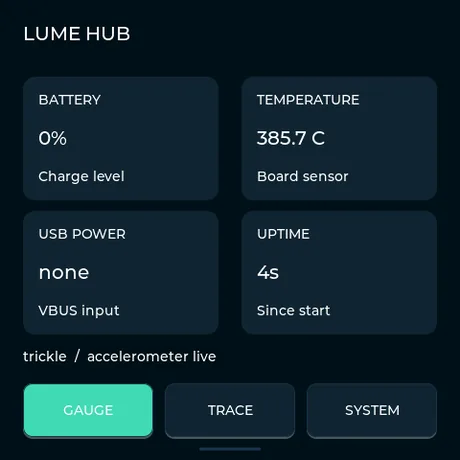 LUME HUB
BATTERY
0%
Charge level
TEMPERATURE
385.7 C
Board sensor
USB POWER
none
VBUS input
UPTIME
4s
Since start
trickle / accelerometer live
GAUGE
TRACE
SYSTEM